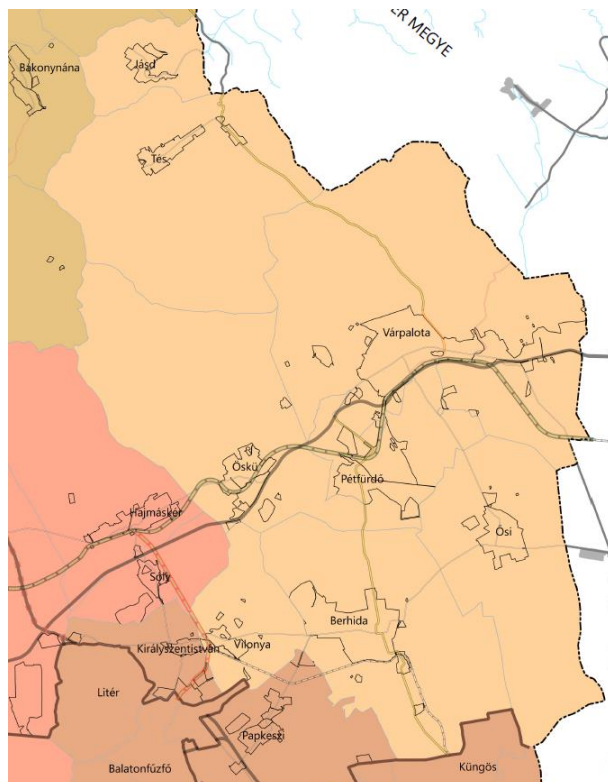 ER MEGYE
Jásd
Bakonynána
Tés
Várpalota
Öskü
Pétfürdő
Hajmáskér
Ősi
Sóly
Berhida
Királyszentistván
Vilonya
Litér
Papkeszi
Balatonfűzfő
Küngös